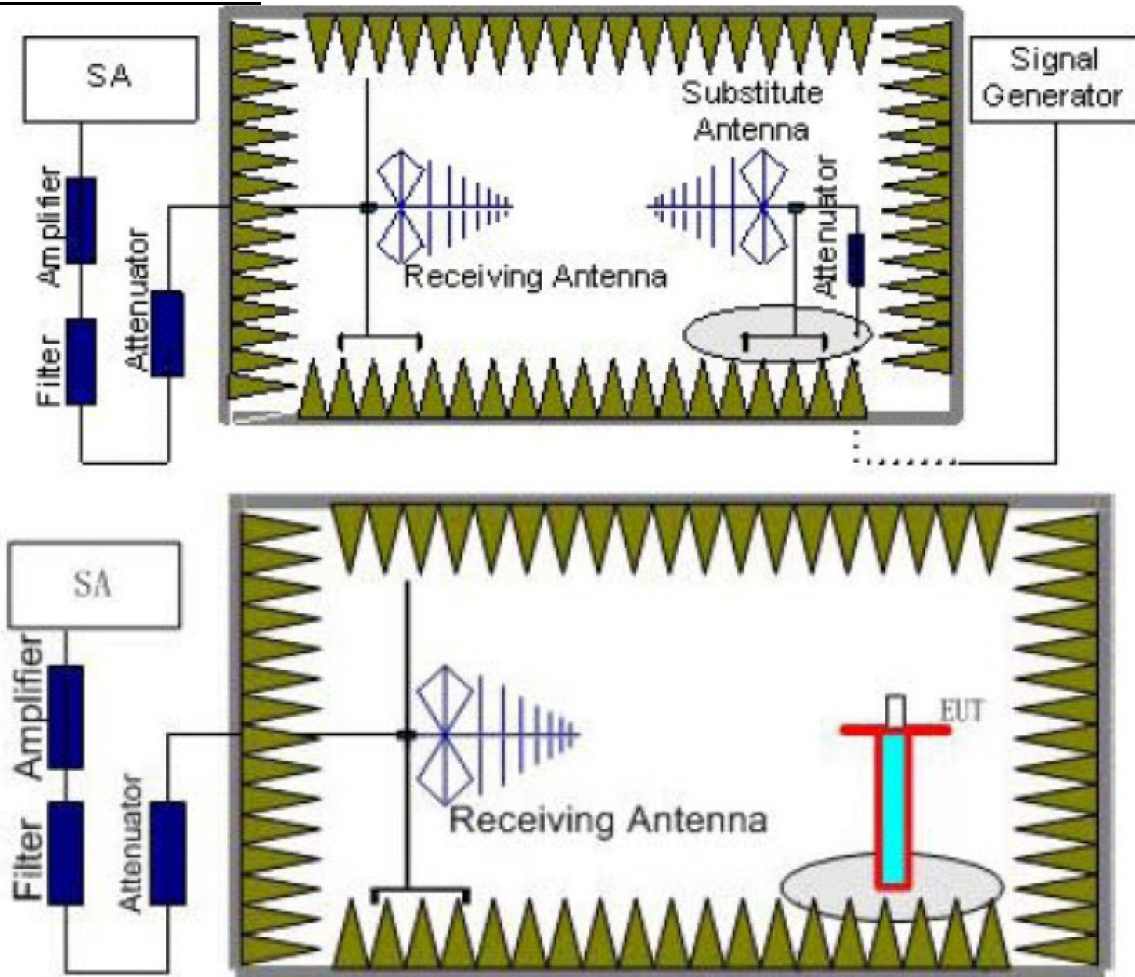 SA
Signal
Generator
Substitute
Antenna
Amplifier
Attenuator
Attenuator
Receiving Antenna
Filter
SA
Amplifier
EUT
Receiving Antenna
Attenuator
Filter